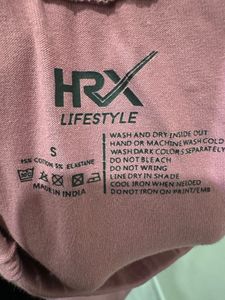 HRX
LIFESTYLE
S
95% COTTON 5% ELASTANE
MADE IN INDIA
WASH AND DRY INSIDE OUT
HAND OR MACHINE WASH COLD
WASH DARK COLORS SEPARATELY
DO NOT BLEACH
DO NOT WRING
LINE DRY IN SHADE
COOL IRON WHEN NEEDED
DO NOT IRON ON PRINT/EMB